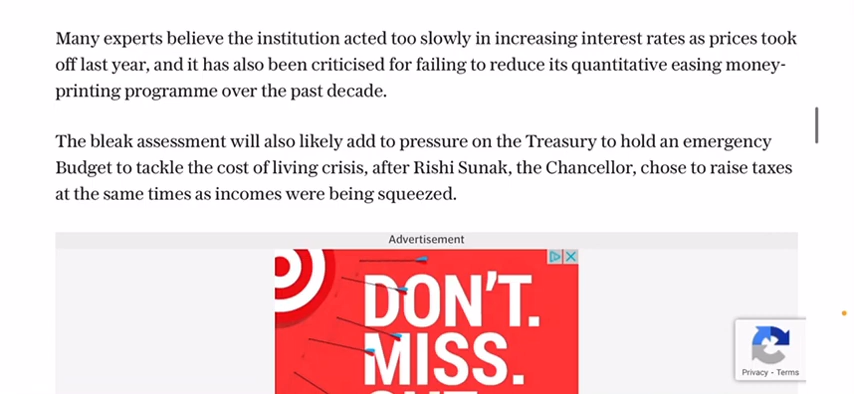 Many experts believe the institution acted too slowly in increasing interest rates as prices took
off last year, and it has also been criticised for failing to reduce its quantitative easing money-
printing programme over the past decade.
The bleak assessment will also likely add to pressure on the Treasury to hold an emergency
Budget to tackle the cost of living crisis, after Rishi Sunak, the Chancellor, chose to raise taxes
at the same times as incomes were being squeezed.
Advertisement
DON'T.
MISS.
Privacy - Terms